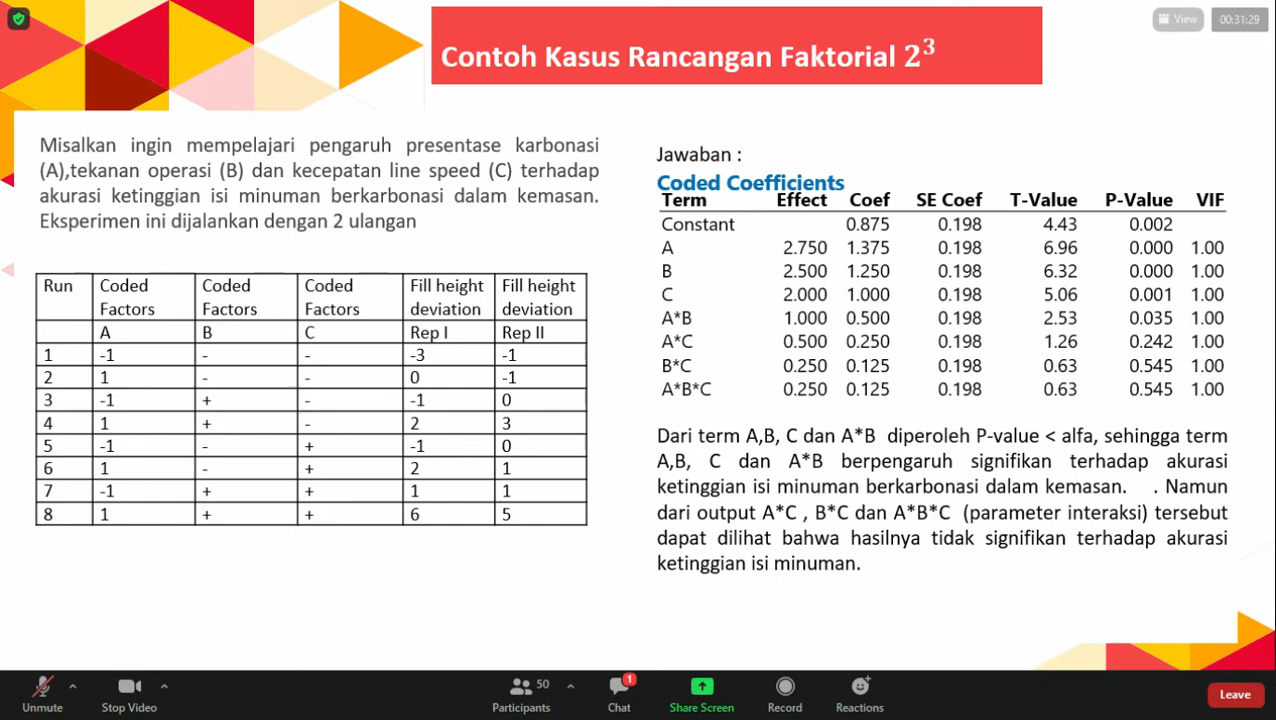 View
00:31:29
Contoh Kasus Rancangan Faktorial 2³
Misalkan ingin mempelajari pengaruh presentase karbonasi
(A),tekanan operasi (B) dan kecepatan line speed (C) terhadap
akurasi ketinggian isi minuman berkarbonasi dalam kemasan.
Eksperimen ini dijalankan dengan 2 ulangan
Run Coded Factors Coded Factors Coded Factors Fill height deviation Fill height deviation
A B C Rep I Rep II
1 -1 - - -3 -1
2 1 - - 0 -1
3 -1 + - -1 0
4 1 + - 2 3
5 -1 - + -1 0
6 1 - + 2 1
7 -1 + + 1 1
8 1 + + 6 5
Jawaban :
Coded Coefficients
Term Effect Coef SE Coef T-Value P-Value VIF
Constant 0.875 0.198 4.43 0.002
A 2.750 1.375 0.198 6.96 0.000 1.00
B 2.500 1.250 0.198 6.32 0.000 1.00
C 2.000 1.000 0.198 5.06 0.001 1.00
A*B 1.000 0.500 0.198 2.53 0.035 1.00
A*C 0.500 0.250 0.198 1.26 0.242 1.00
B*C 0.250 0.125 0.198 0.63 0.545 1.00
A*B*C 0.250 0.125 0.198 0.63 0.545 1.00
Dari term A,B, C dan A*B diperoleh P-value < alfa, sehingga term
A,B, C dan A*B berpengaruh signifikan terhadap akurasi
ketinggian isi minuman berkarbonasi dalam kemasan. . Namun
dari output A*C , B*C dan A*B*C (parameter interaksi) tersebut
dapat dilihat bahwa hasilnya tidak signifikan terhadap akurasi
ketinggian isi minuman.
Unmute
Stop Video
50
Participants
1
Chat
Share Screen
Record
Reactions
Leave